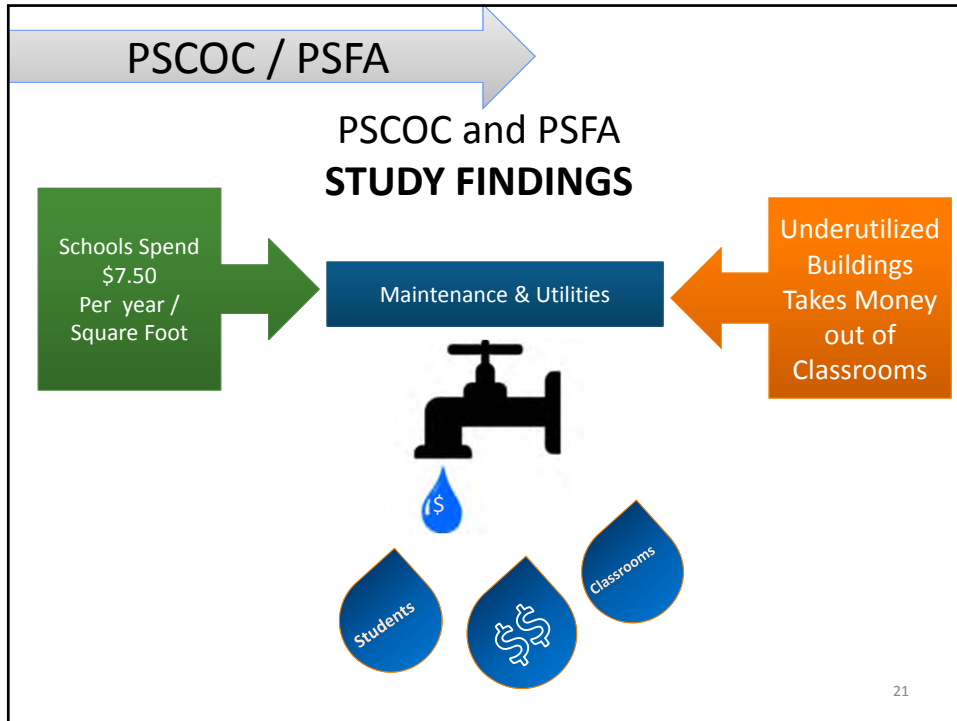 PSCOC / PSFA
PSCOC and PSFA
STUDY FINDINGS
Schools Spend
$7.50
Per year /
Square Foot
Maintenance & Utilities
Underutilized
Buildings
Takes Money
out of
Classrooms
$
Students
$$
Classrooms
21